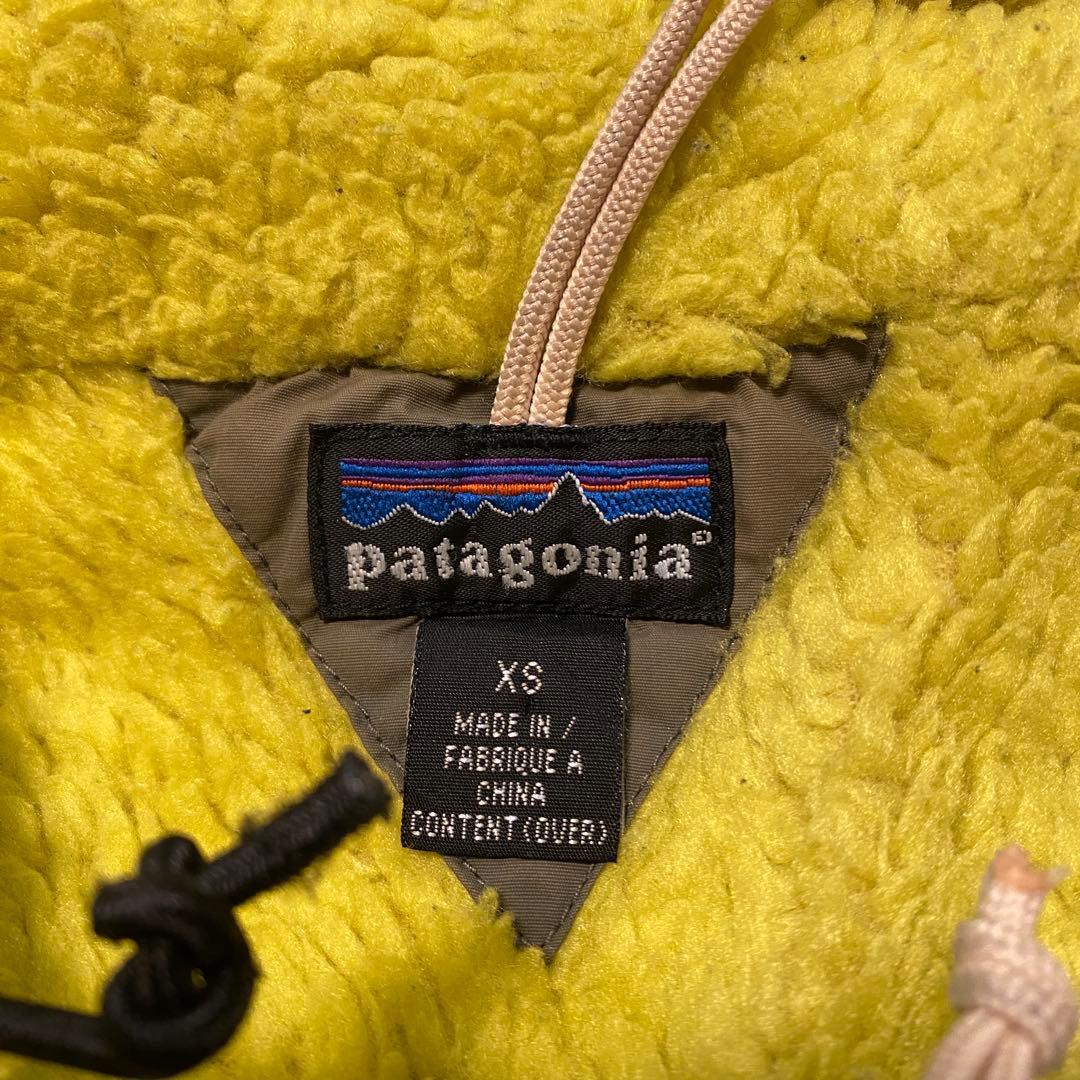 patagonia®
XS
MADE IN /
FABRIQUE A
CHINA
CONTENT (OVER)